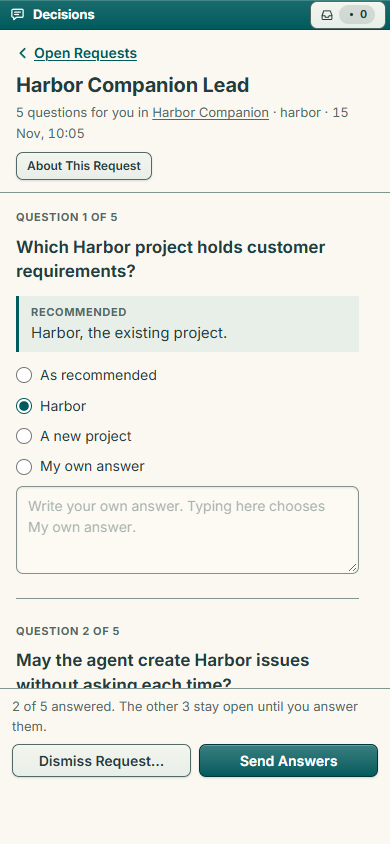 Decisions
• 0
Open Requests
Harbor Companion Lead
5 questions for you in Harbor Companion · harbor · 15
Nov, 10:05
About This Request
QUESTION 1 OF 5
Which Harbor project holds customer
requirements?
RECOMMENDED
Harbor, the existing project.
As recommended
Harbor
A new project
My own answer
Write your own answer. Typing here chooses
My own answer.
QUESTION 2 OF 5
May the agent create Harbor issues
without asking each time?
2 of 5 answered. The other 3 stay open until you answer
them.
Dismiss Request...
Send Answers